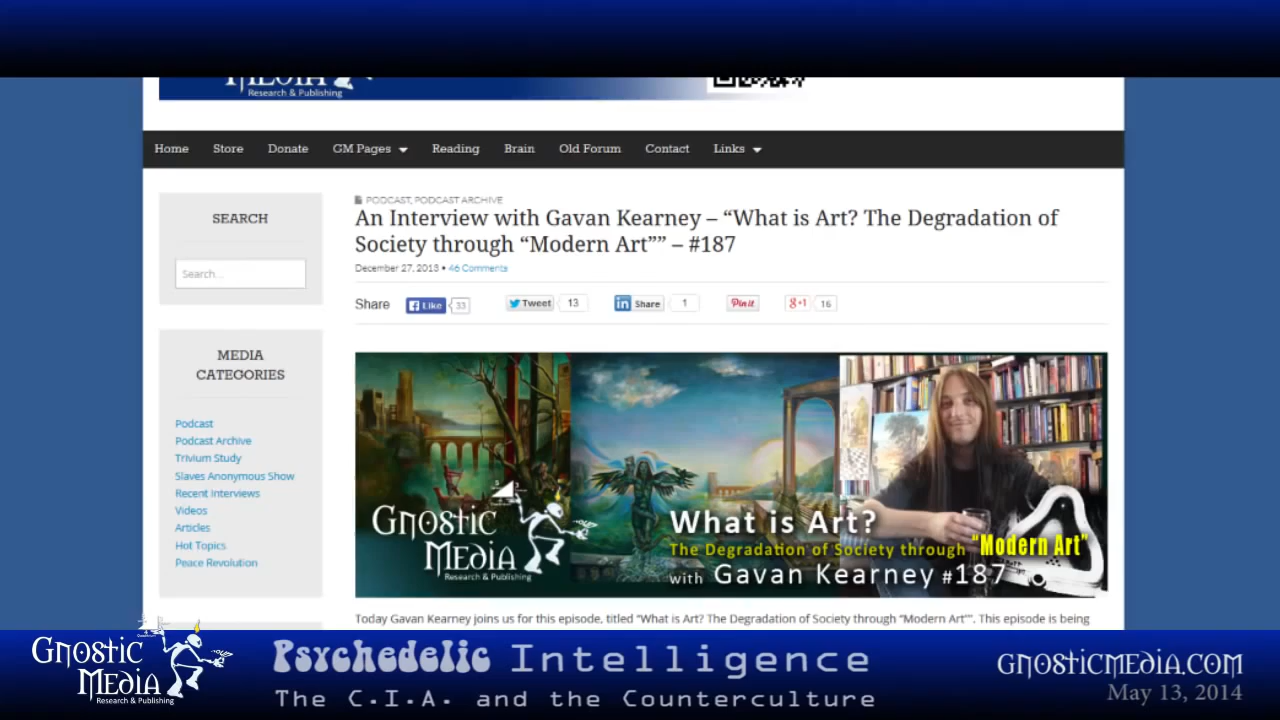 MEDIA
Research & Publishing
Home Store Donate GM Pages Reading Brain Old Forum Contact Links
SEARCH
Search...
MEDIA
CATEGORIES
Podcast
Podcast Archive
Trivium Study
Slaves Anonymous Show
Recent Interviews
Videos
Articles
Hot Topics
Peace Revolution
PODCAST, PODCAST ARCHIVE
An Interview with Gavan Kearney – “What is Art? The Degradation of
Society through “Modern Art”” – #187
December 27, 2013 • 46 Comments
Share Like 33 Tweet 13 Share 1 Pin it g+1 16
Gnostic
Media
Research & Publishing
What is Art?
The Degradation of Society through “Modern Art”
with Gavan Kearney #187
Today Gavan Kearney joins us for this episode, titled “What is Art? The Degradation of Society through “Modern Art””. This episode is being
Gnostic
Media
Research & Publishing
Psychedelic Intelligence
The C.I.A. and the Counterculture
GNOSTICMEDIA.COM
May 13, 2014